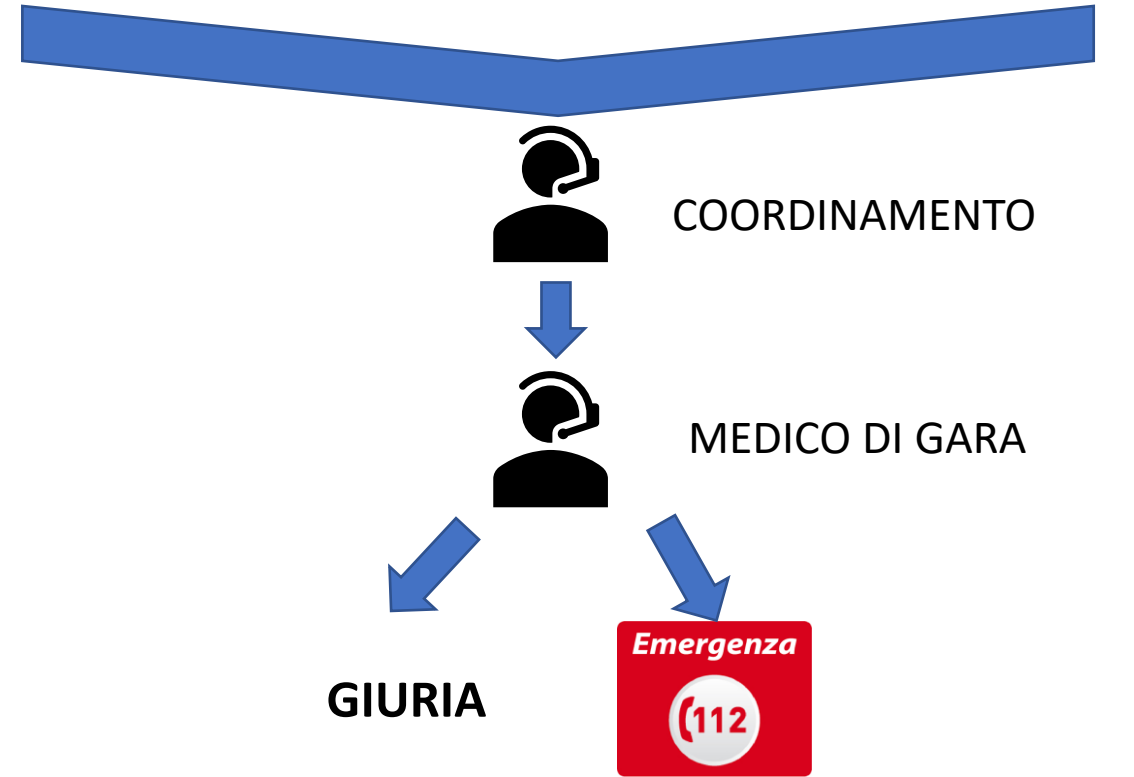 COORDINAMENTO
MEDICO DI GARA
GIURIA
Emergenza
112